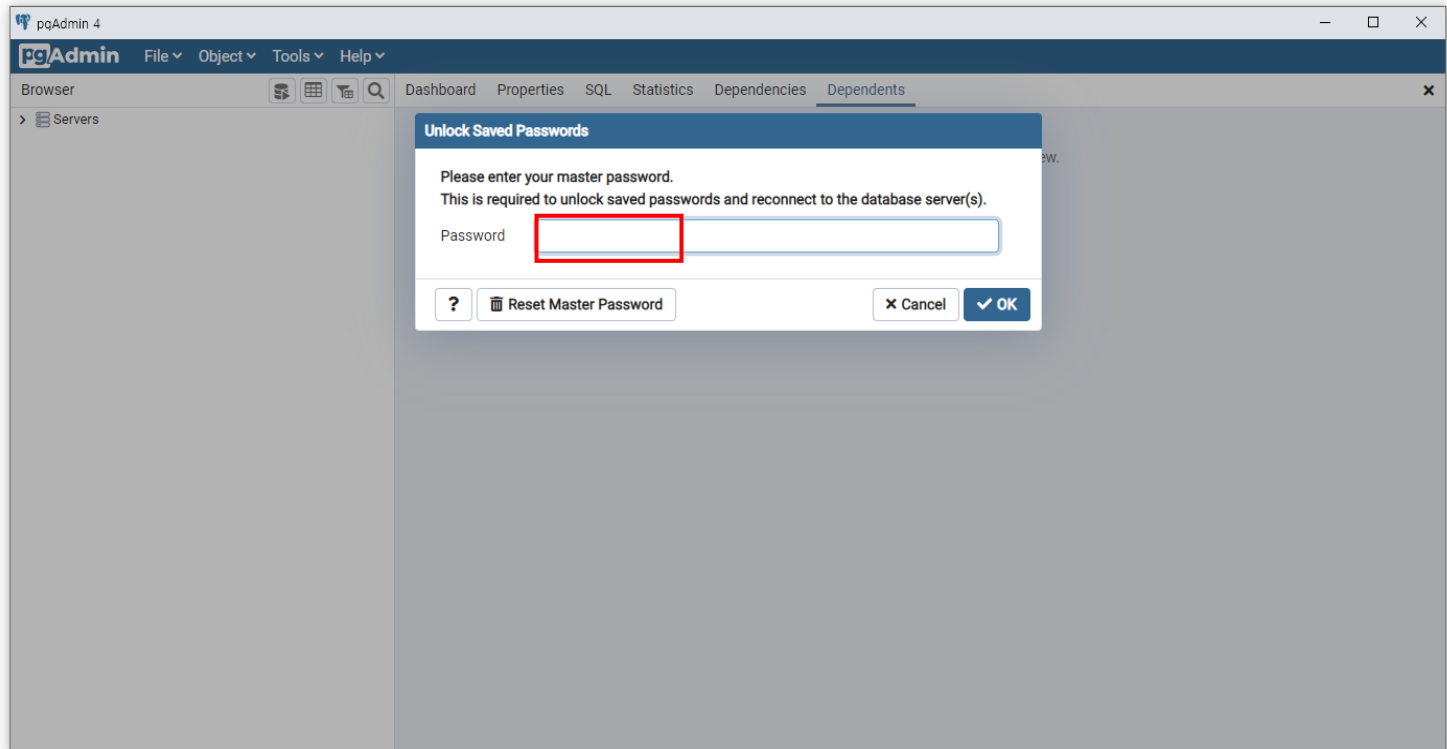 pgAdmin 4
pgAdmin File Object Tools Help
Browser Dashboard Properties SQL Statistics Dependencies Dependents
Servers
Unlock Saved Passwords
ew.
Please enter your master password.
This is required to unlock saved passwords and reconnect to the database server(s).
Password
? Reset Master Password Cancel OK